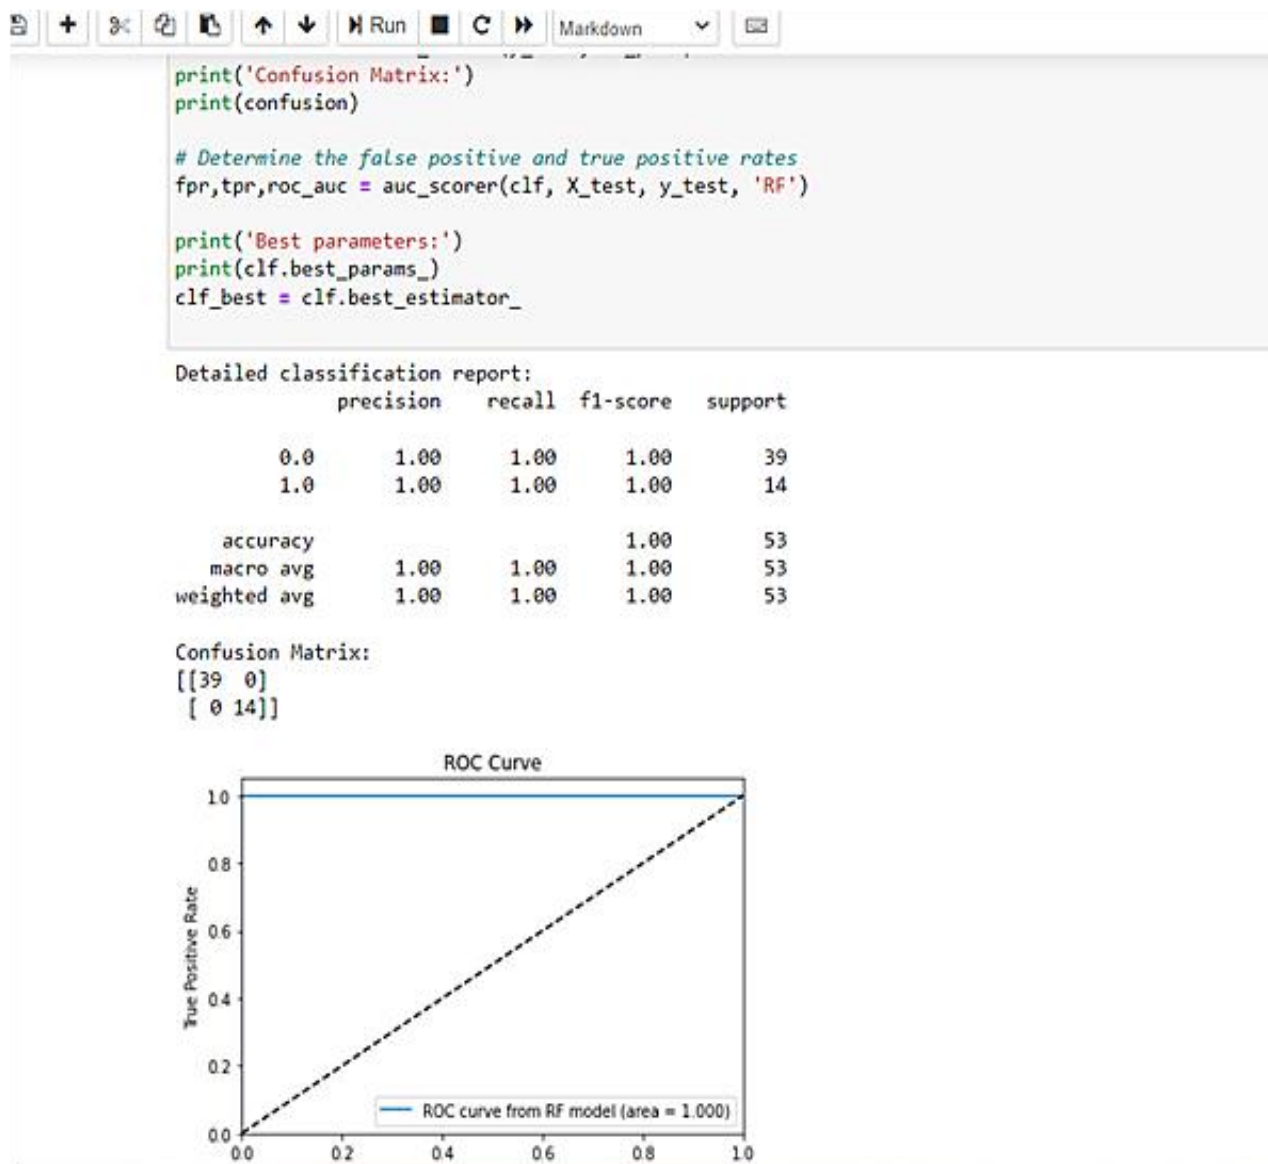 Run
Markdown
print('Confusion Matrix:')
print(confusion)
# Determine the false positive and true positive rates
fpr,tpr,roc_auc = auc_scorer(clf, X_test, y_test, 'RF')
print('Best parameters:')
print(clf.best_params_)
clf_best = clf.best_estimator_
Detailed classification report:
precision recall f1-score support
0.0 1.00 1.00 1.00 39
1.0 1.00 1.00 1.00 14
accuracy 1.00 53
macro avg 1.00 1.00 1.00 53
weighted avg 1.00 1.00 1.00 53
Confusion Matrix:
[[39 0]
[ 0 14]]
ROC Curve
1.0
0.8
0.6
0.4
0.2
0.0
True Positive Rate
ROC curve from RF model (area = 1.000)
0.0 0.2 0.4 0.6 0.8 1.0